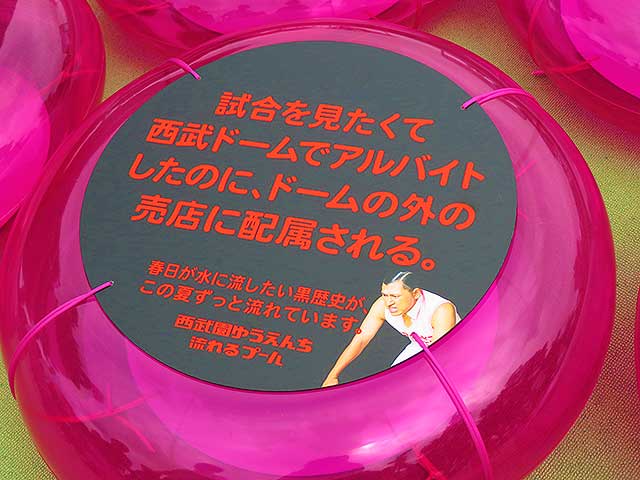 試合を見たくて
西武ドームでアルバイト
したのに、ドームの外の
売店に配属される。
春日が水に流したい黒歴史が、
この夏ずっと流れています。
西武園ゆうえんち
流れるプール